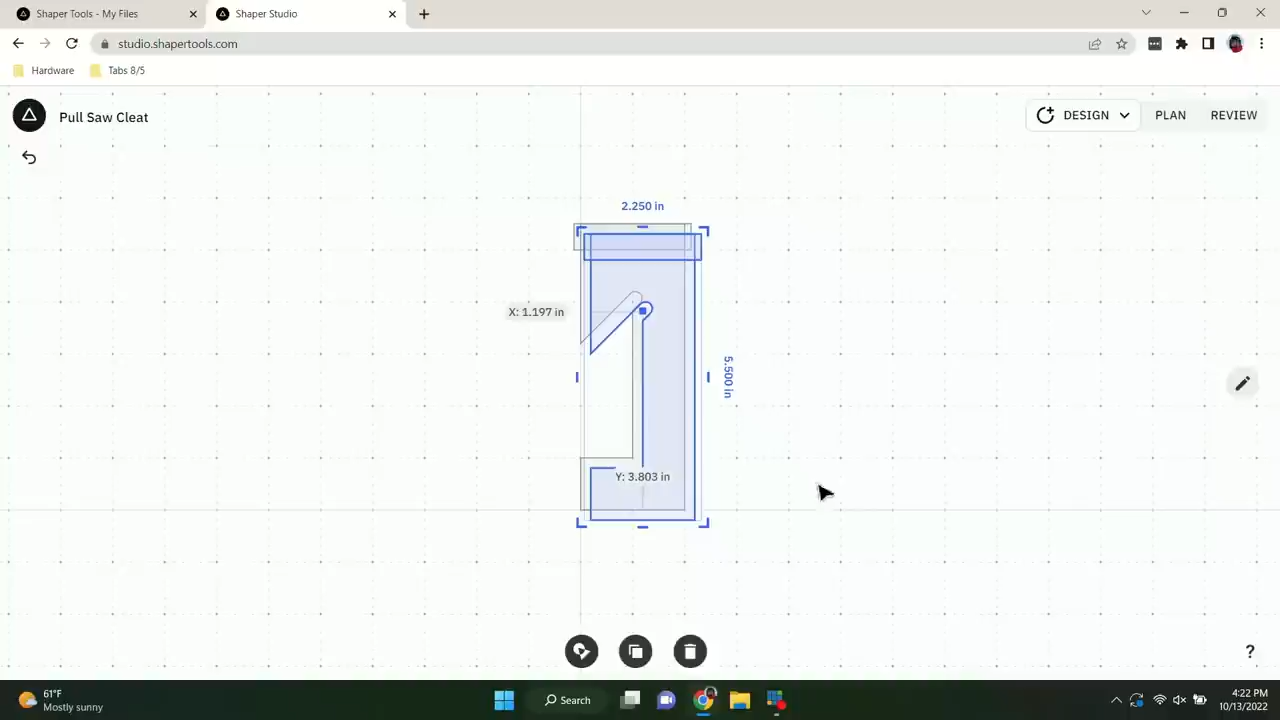 Shaper Tools - My Files
Shaper Studio
studio.shapertools.com
Hardware
Tabs 8/5
Pull Saw Cleat
DESIGN
PLAN
REVIEW
2.250 in
X: 1.197 in
5.500 in
Y: 3.803 in
?
61°F
Mostly sunny
Search
4:22 PM
10/13/2022